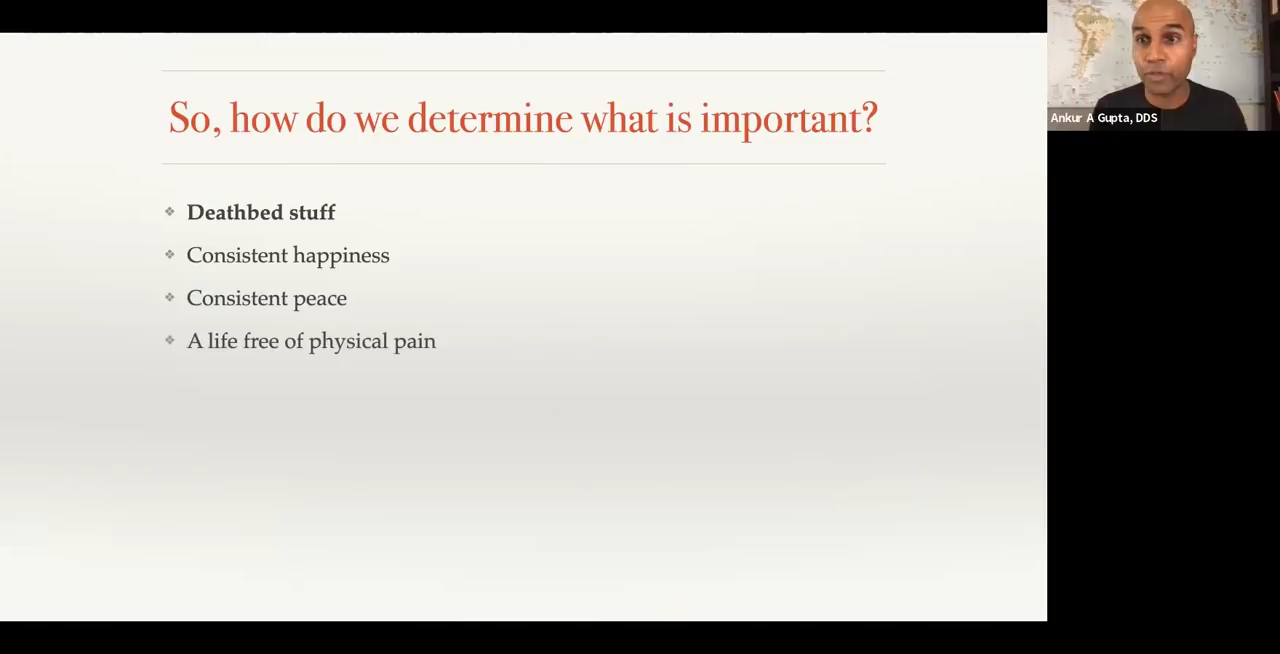 So, how do we determine what is important?
Deathbed stuff
Consistent happiness
Consistent peace
A life free of physical pain
Ankur A Gupta, DDS